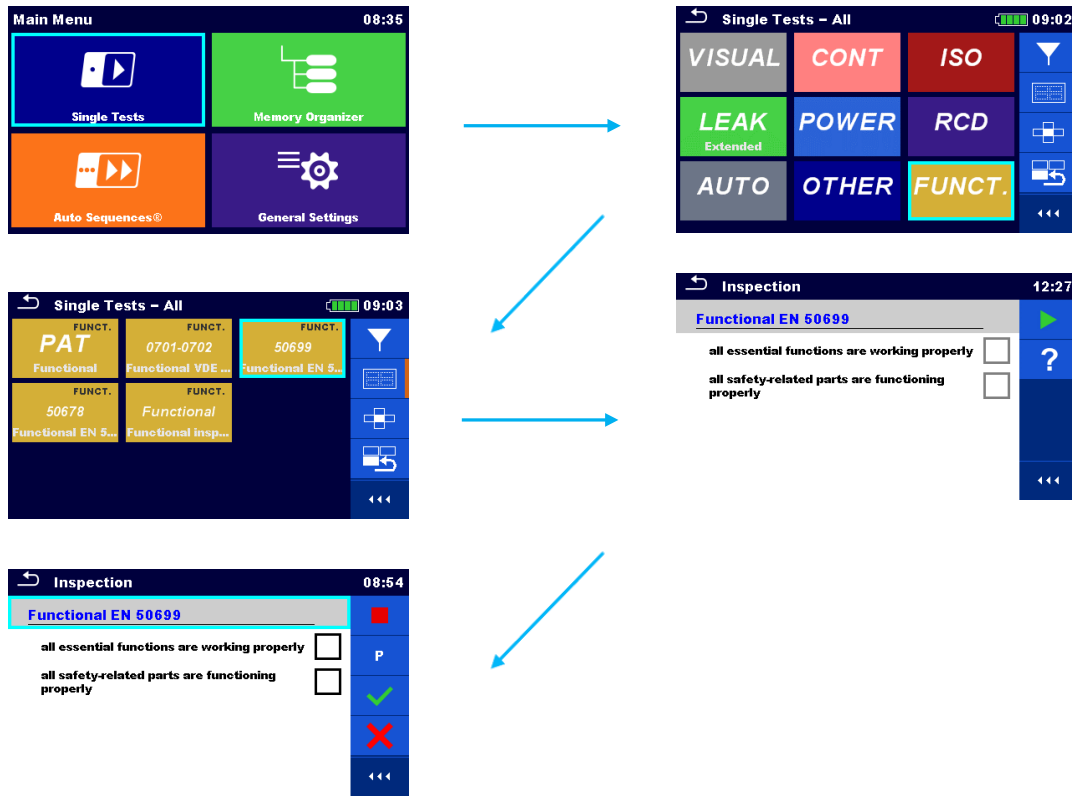 Main Menu 08:35
Single Tests
Memory Organizer
Auto Sequences®
General Settings
Single Tests – All 09:02
VISUAL CONT ISO
LEAK POWER RCD
Extended
AUTO OTHER FUNCT.
Single Tests – All 09:03
FUNCT. FUNCT. FUNCT.
PAT 0701-0702 50699
Functional Functional VDE ... Functional EN 5...
FUNCT. FUNCT.
50678 Functional
Functional EN 5... Functional insp...
Inspection 12:27
Functional EN 50699
all essential functions are working properly
all safety-related parts are functioning
properly
?
Inspection 08:54
Functional EN 50699
all essential functions are working properly
P
all safety-related parts are functioning
properly